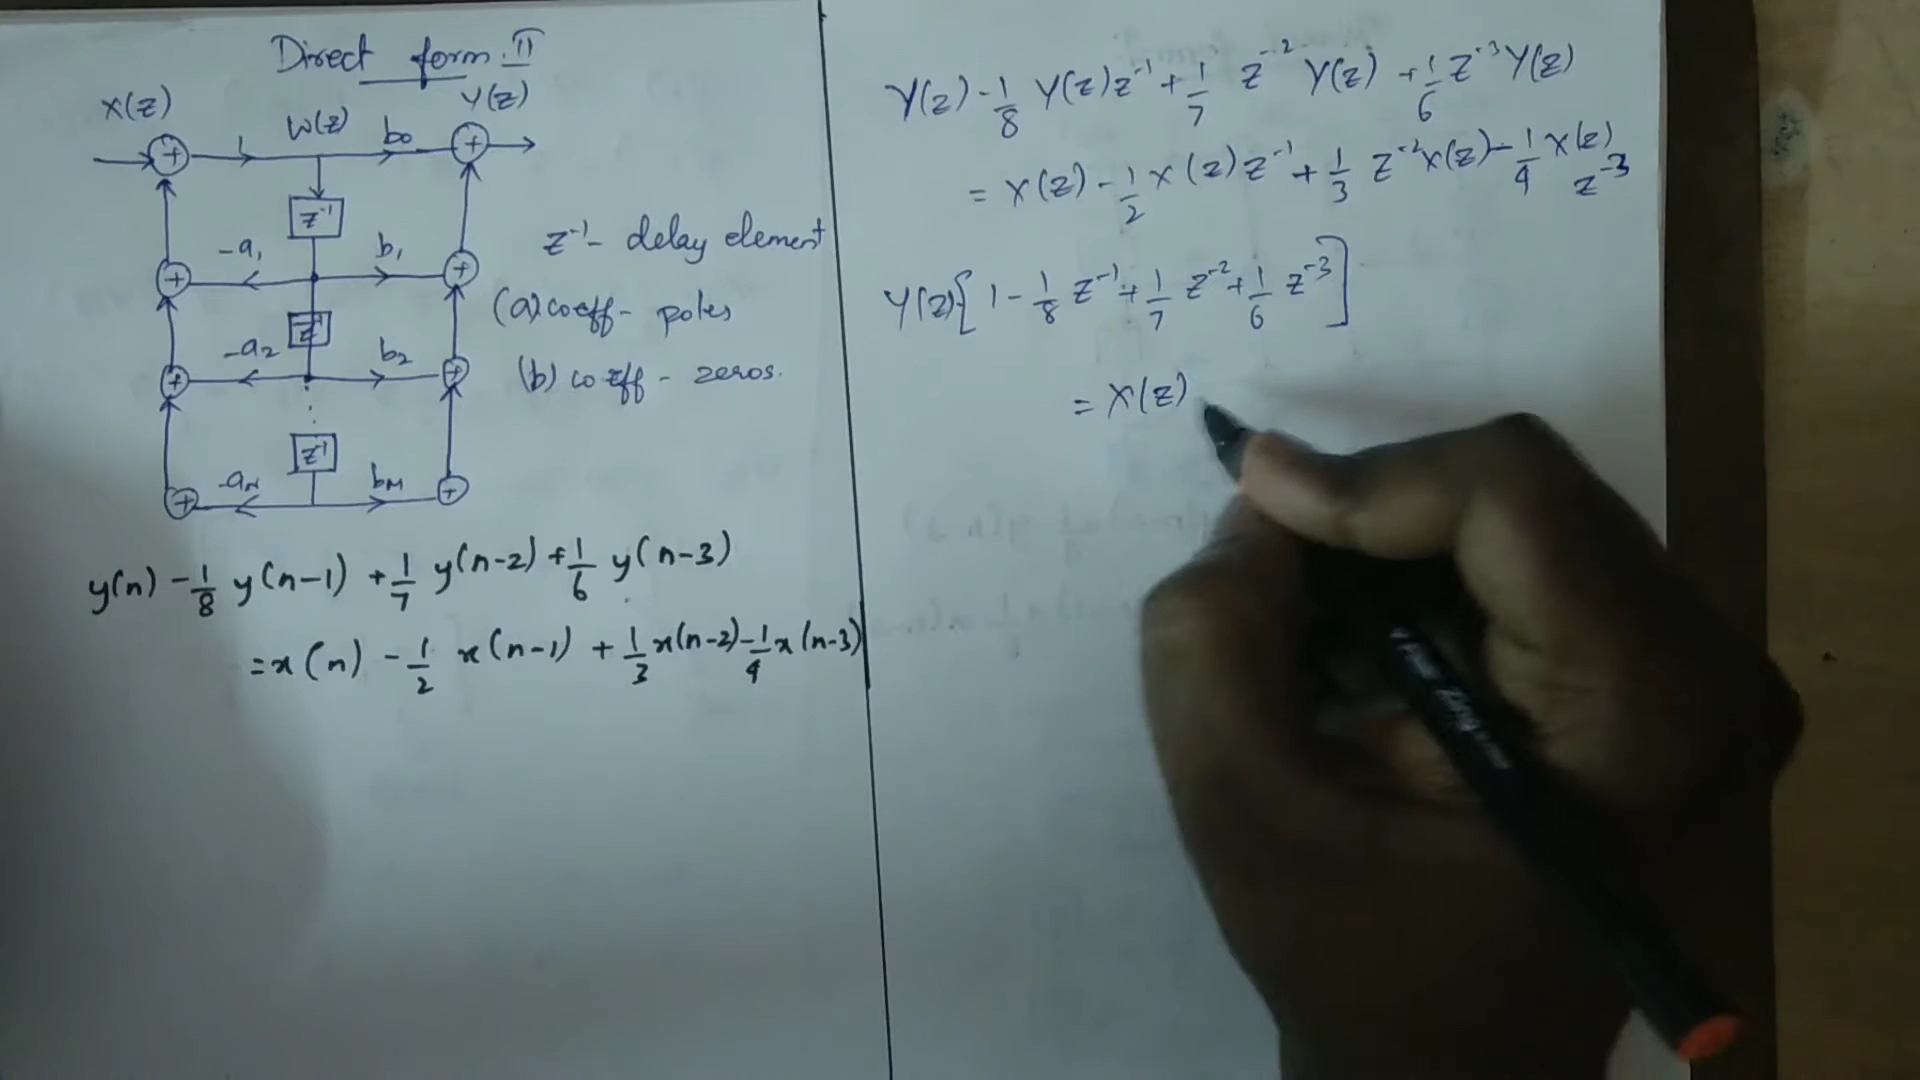 Direct form II
X(z)
W(z)
b₀
Y(z)
1
z⁻¹
-a₁
b₁
z⁻¹
-a₂
b₂
z⁻¹
-aN
bM
z⁻¹ - delay element
(a) coeff - poles
(b) coeff - zeros.
y(n) - 1/8 y(n-1) + 1/7 y(n-2) + 1/6 y(n-3)
= x(n) - 1/2 x(n-1) + 1/3 x(n-2) - 1/4 x(n-3)
Y(z) - 1/8 Y(z) z⁻¹ + 1/7 z⁻² Y(z) + 1/6 z⁻³ Y(z)
= X(z) - 1/2 X(z) z⁻¹ + 1/3 z⁻² X(z) - 1/4 X(z) z⁻³
Y(z) [1 - 1/8 z⁻¹ + 1/7 z⁻² + 1/6 z⁻³]
= X(z)